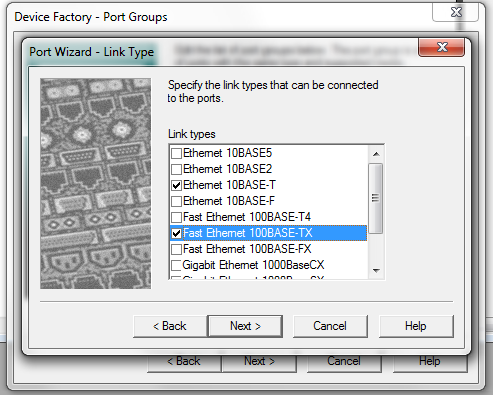 Device Factory - Port Groups
Port Wizard - Link Type
Specify the link types that can be connected
to the ports.
Link types
Ethernet 10BASE5
Ethernet 10BASE2
Ethernet 10BASE-T
Ethernet 10BASE-F
Fast Ethernet 100BASE-T4
Fast Ethernet 100BASE-TX
Fast Ethernet 100BASE-FX
Gigabit Ethernet 1000BaseCX
< Back
Next >
Cancel
Help
< Back
Next >
Cancel
Help